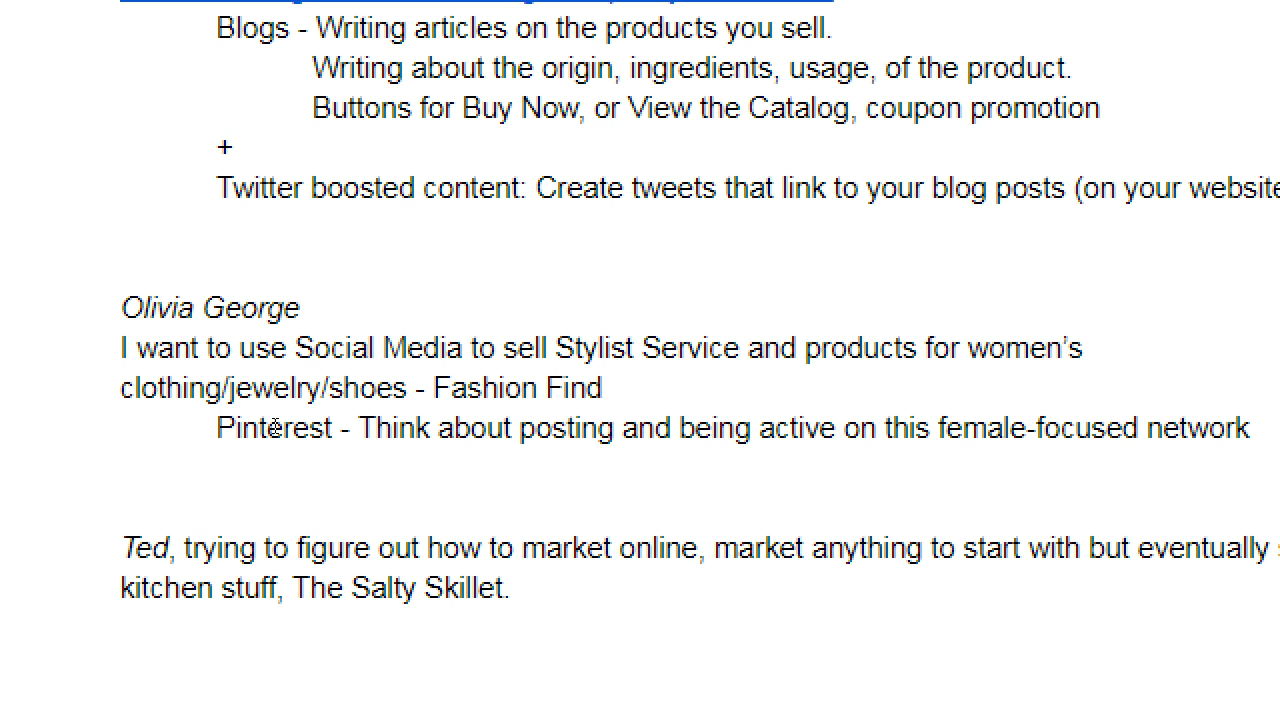 Blogs - Writing articles on the products you sell.
Writing about the origin, ingredients, usage, of the product.
Buttons for Buy Now, or View the Catalog, coupon promotion
+
Twitter boosted content: Create tweets that link to your blog posts (on your website
Olivia George
I want to use Social Media to sell Stylist Service and products for women's
clothing/jewelry/shoes - Fashion Find
Pinterest - Think about posting and being active on this female-focused network
Ted, trying to figure out how to market online, market anything to start with but eventually
kitchen stuff, The Salty Skillet.